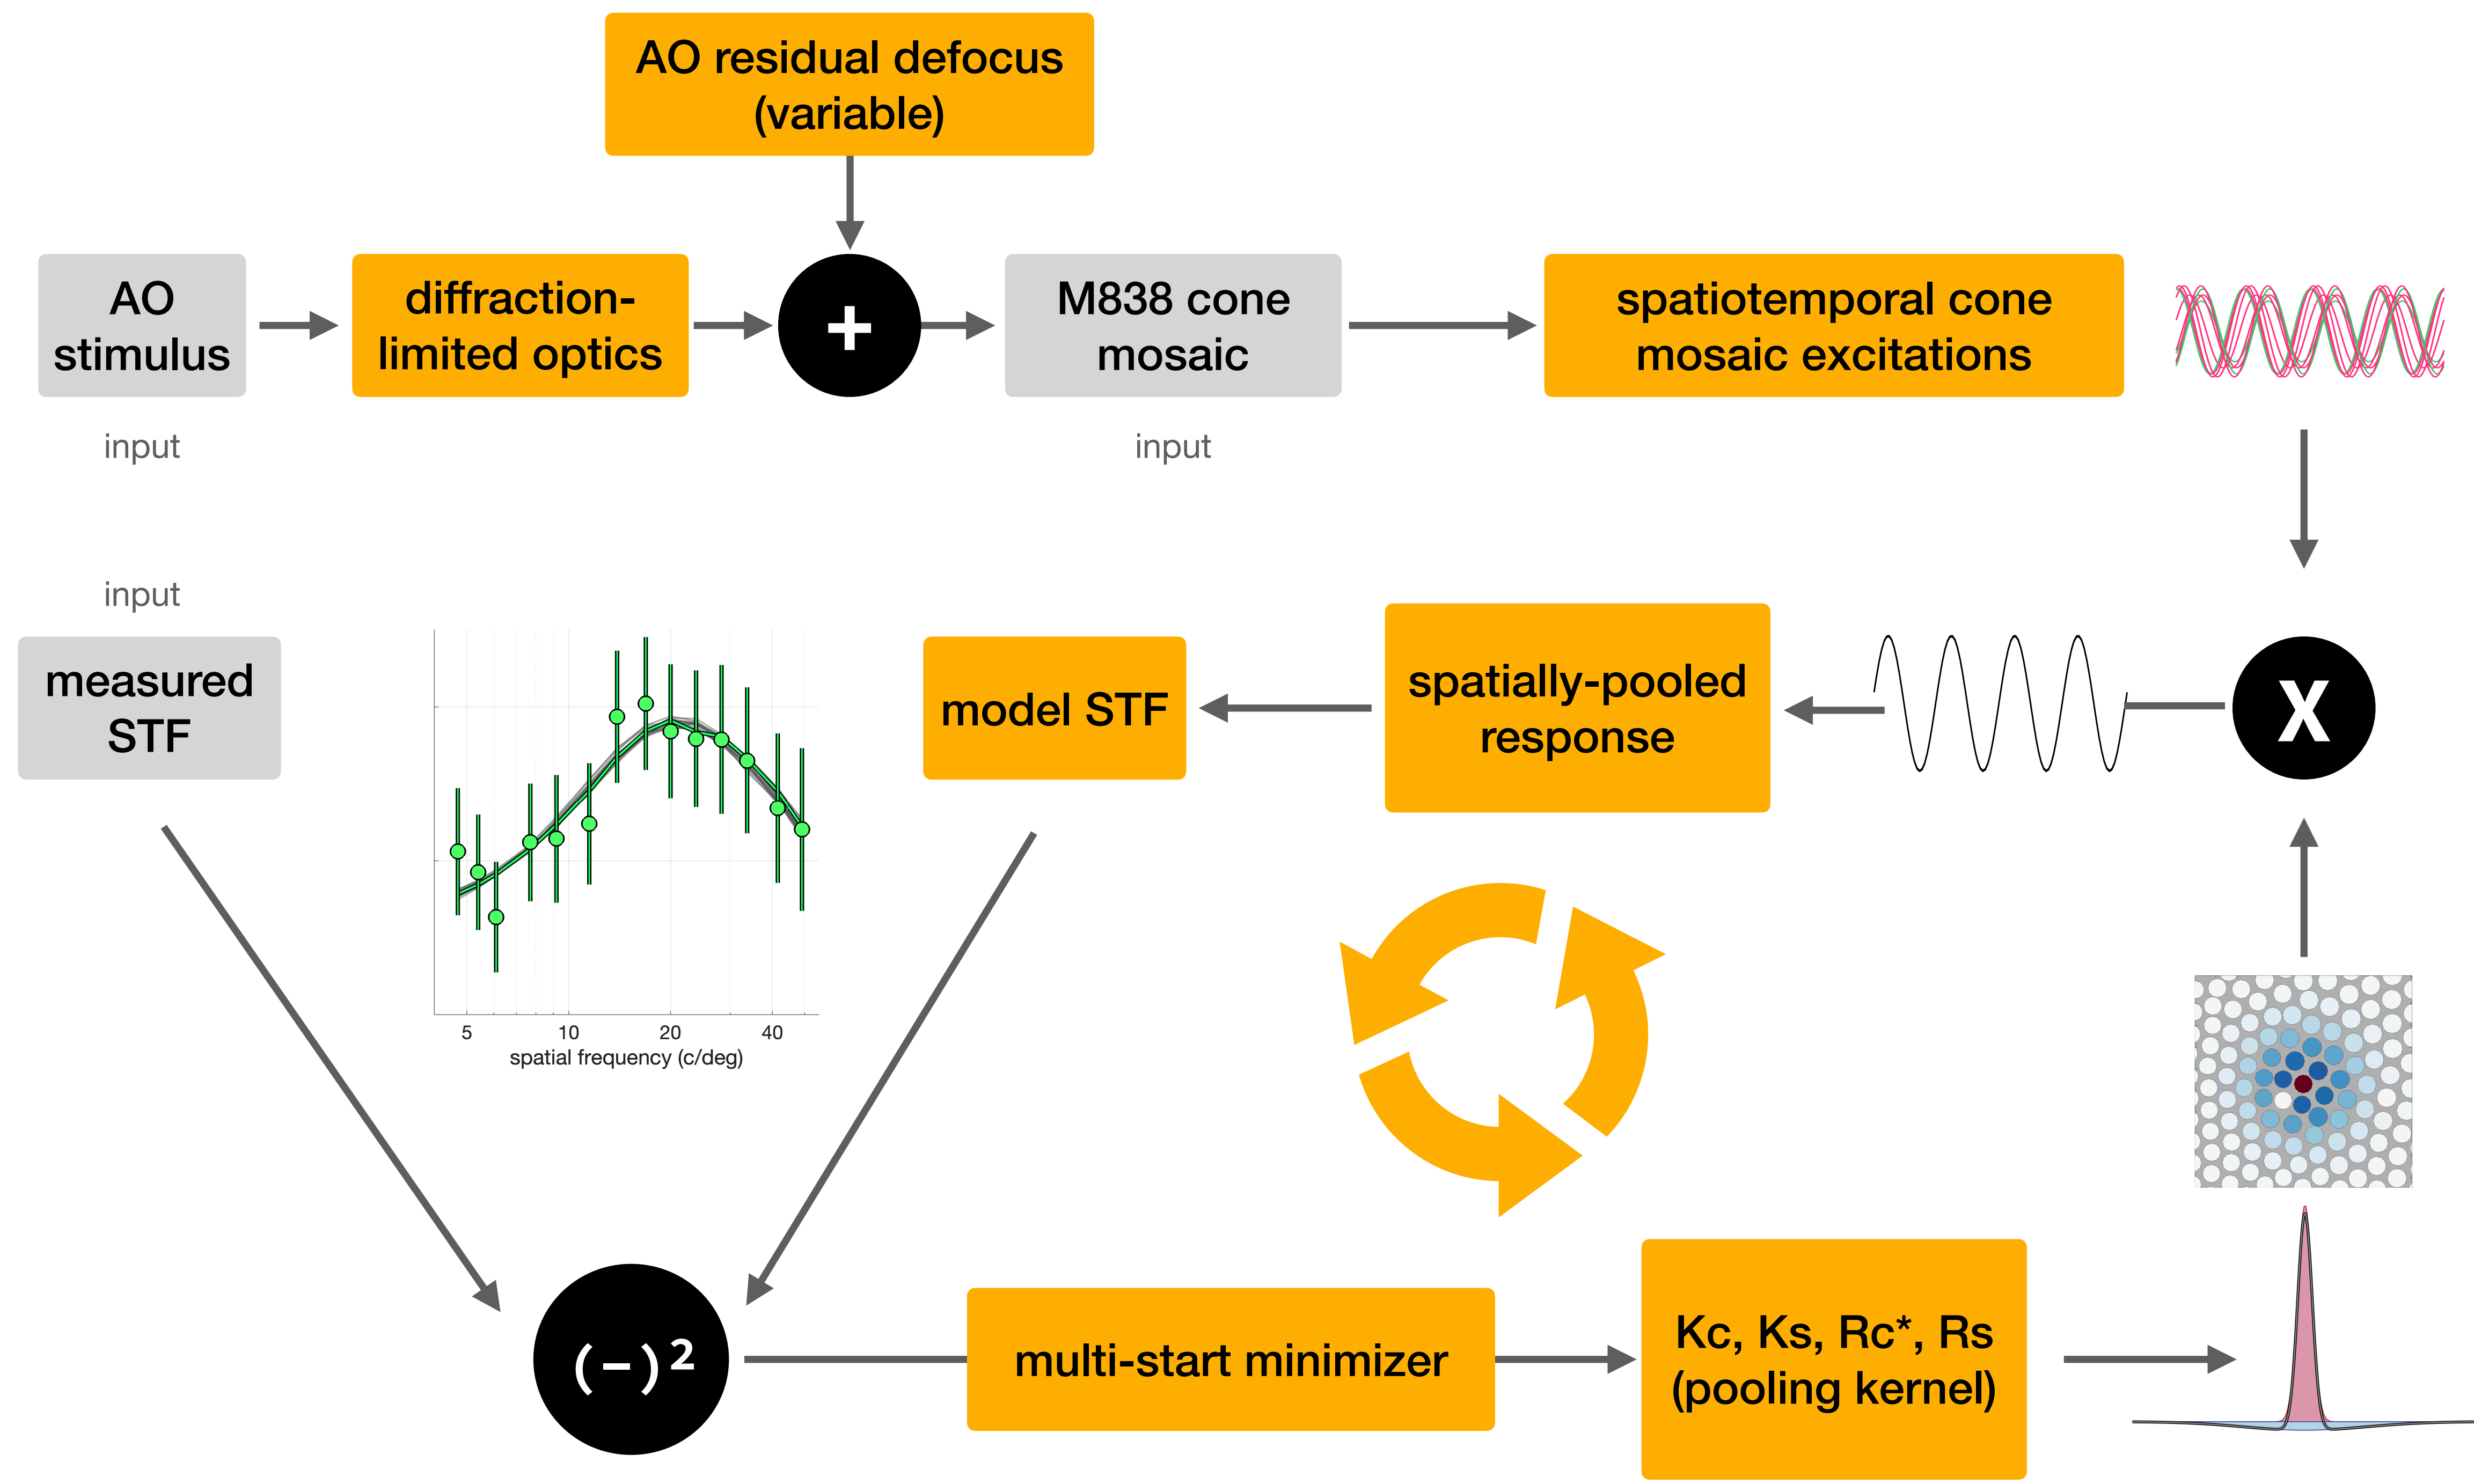 AO residual defocus
(variable)
AO
stimulus
diffraction-
limited optics
+
M838 cone
mosaic
spatiotemporal cone
mosaic excitations
input
input
input
measured
STF
model STF
spatially-pooled
response
X
5
10
20
40
spatial frequency (c/deg)
(-)²
multi-start minimizer
Kc, Ks, Rc*, Rs
(pooling kernel)